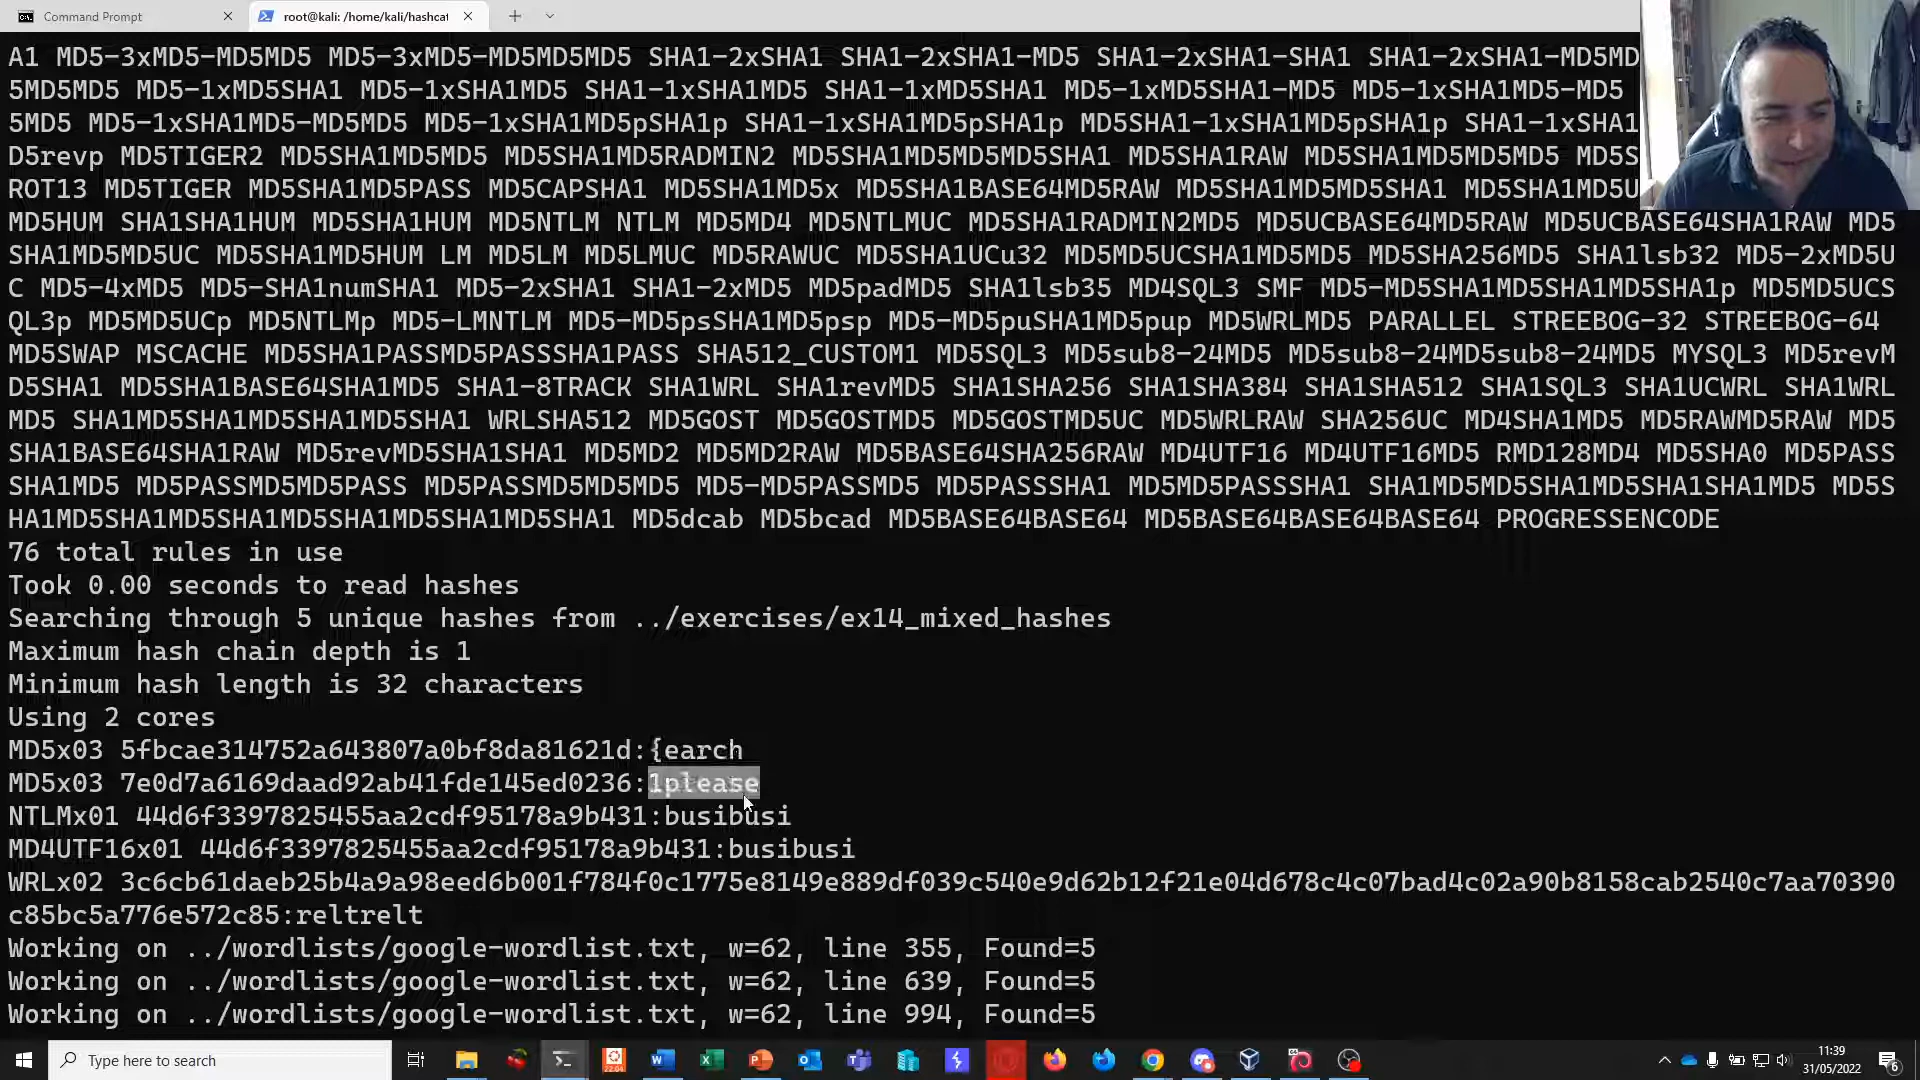 Command Prompt
root@kali: /home/kali/hashcat
A1 MD5-3xMD5-MD5MD5 MD5-3xMD5-MD5MD5MD5 SHA1-2xSHA1 SHA1-2xSHA1-MD5 SHA1-2xSHA1-SHA1 SHA1-2xSHA1-MD5MD
5MD5MD5 MD5-1xMD5SHA1 MD5-1xSHA1MD5 SHA1-1xSHA1MD5 SHA1-1xMD5SHA1 MD5-1xMD5SHA1-MD5 MD5-1xSHA1MD5-MD5
5MD5 MD5-1xSHA1MD5-MD5MD5 MD5-1xSHA1MD5pSHA1p SHA1-1xSHA1MD5pSHA1p MD5SHA1-1xSHA1MD5pSHA1p SHA1-1xSHA1
D5revp MD5TIGER2 MD5SHA1MD5MD5 MD5SHA1MD5RADMIN2 MD5SHA1MD5MD5MD5SHA1 MD5SHA1RAW MD5SHA1MD5MD5MD5 MD5S
ROT13 MD5TIGER MD5SHA1MD5PASS MD5CAPSHA1 MD5SHA1MD5x MD5SHA1BASE64MD5RAW MD5SHA1MD5MD5SHA1 MD5SHA1MD5U
MD5HUM SHA1SHA1HUM MD5SHA1HUM MD5NTLM NTLM MD5MD4 MD5NTLMUC MD5SHA1RADMIN2MD5 MD5UCBASE64MD5RAW MD5UCBASE64SHA1RAW MD5
SHA1MD5MD5UC MD5SHA1MD5HUM LM MD5LM MD5LMUC MD5RAWUC MD5SHA1UCu32 MD5MD5UCSHA1MD5MD5 MD5SHA256MD5 SHA1lsb32 MD5-2xMD5U
C MD5-4xMD5 MD5-SHA1numSHA1 MD5-2xSHA1 SHA1-2xMD5 MD5padMD5 SHA1lsb35 MD4SQL3 SMF MD5-MD5SHA1MD5SHA1MD5SHA1p MD5MD5UCS
QL3p MD5MD5UCp MD5NTLMp MD5-LMNTLM MD5-MD5psSHA1MD5psp MD5-MD5puSHA1MD5pup MD5WRLMD5 PARALLEL STREEBOG-32 STREEBOG-64
MD5SWAP MSCACHE MD5SHA1PASSMD5PASSSHA1PASS SHA512_CUSTOM1 MD5SQL3 MD5sub8-24MD5 MD5sub8-24MD5sub8-24MD5 MYSQL3 MD5revM
D5SHA1 MD5SHA1BASE64SHA1MD5 SHA1-8TRACK SHA1WRL SHA1revMD5 SHA1SHA256 SHA1SHA384 SHA1SHA512 SHA1SQL3 SHA1UCWRL SHA1WRL
MD5 SHA1MD5SHA1MD5SHA1MD5SHA1 WRLSHA512 MD5GOST MD5GOSTMD5 MD5GOSTMD5UC MD5WRLRAW SHA256UC MD4SHA1MD5 MD5RAWMD5RAW MD5
SHA1BASE64SHA1RAW MD5revMD5SHA1SHA1 MD5MD2 MD5MD2RAW MD5BASE64SHA256RAW MD4UTF16 MD4UTF16MD5 RMD128MD4 MD5SHA0 MD5PASS
SHA1MD5 MD5PASSMD5MD5PASS MD5PASSMD5MD5MD5 MD5-MD5PASSMD5 MD5PASSSHA1 MD5MD5PASSSHA1 SHA1MD5MD5SHA1MD5SHA1SHA1MD5 MD5S
HA1MD5SHA1MD5SHA1MD5SHA1MD5SHA1 MD5dcab MD5bcad MD5BASE64BASE64 MD5BASE64BASE64BASE64 PROGRESSENCODE
76 total rules in use
Took 0.00 seconds to read hashes
Searching through 5 unique hashes from ../exercises/ex14_mixed_hashes
Maximum hash chain depth is 1
Minimum hash length is 32 characters
Using 2 cores
MD5x03 5fbcae314752a643807a0bf8da81621d:{earch
MD5x03 7e0d7a6169daad92ab41fde145ed0236:1please
NTLMx01 44d6f3397825455aa2cdf95178a9b431:busibusi
MD4UTF16x01 44d6f3397825455aa2cdf95178a9b431:busibusi
WRLx02 3c6cb61daeb25b4a9a98eed6b001f784f0c1775e8149e889df039c540e9d62b12f21e04d678c4c07bad4c02a90b8158cab2540c7aa70390
c85bc5a776e572c85:reltrelt
Working on ../wordlists/google-wordlist.txt, w=62, line 355, Found=5
Working on ../wordlists/google-wordlist.txt, w=62, line 639, Found=5
Working on ../wordlists/google-wordlist.txt, w=62, line 994, Found=5
Type here to search
11:39
31/05/2022
6